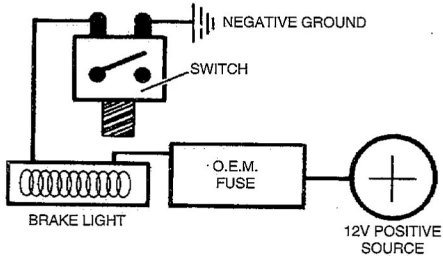 NEGATIVE GROUND
SWITCH
O.E.M.
FUSE
BRAKE LIGHT
12V POSITIVE
SOURCE